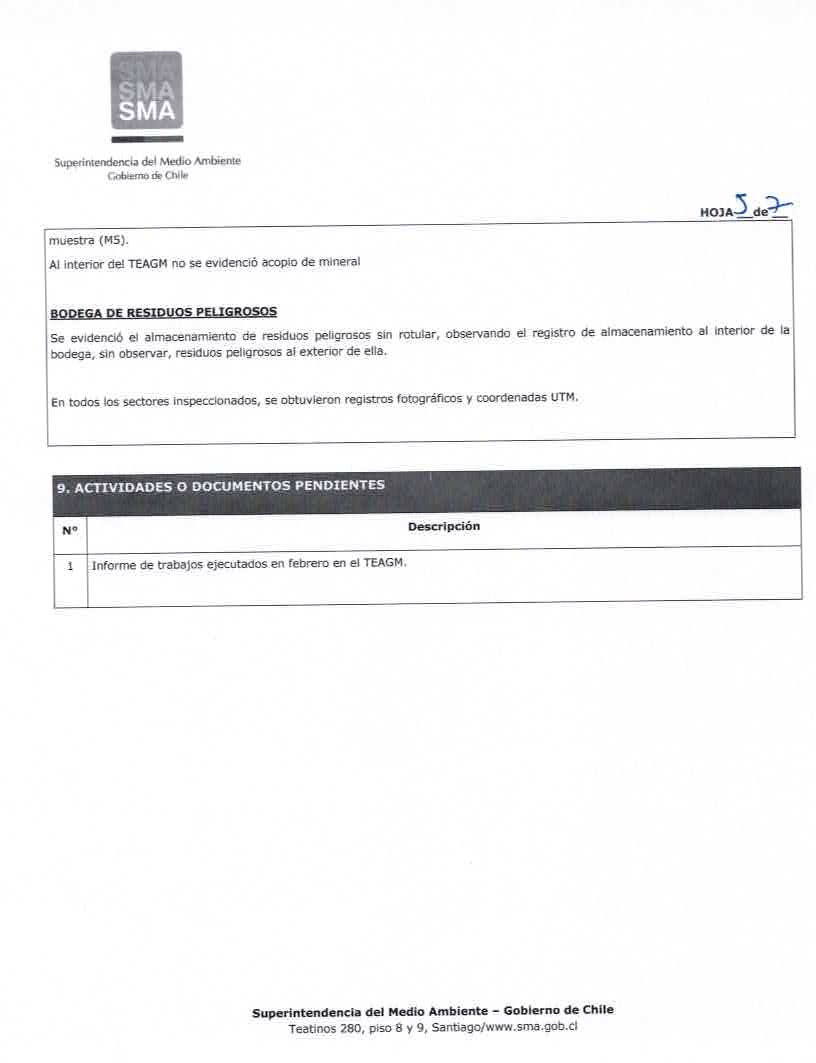 SMA
SMA
SMA
Superintendencia del Medio Ambiente
Gobierno de Chile
HOJA 5 de 7
muestra (M5).
Al interior del TEAGM no se evidenció acopio de mineral
BODEGA DE RESIDUOS PELIGROSOS
Se evidenció el almacenamiento de residuos peligrosos sin rotular, observando el registro de almacenamiento al interior de la
bodega, sin observar, residuos peligrosos al exterior de ella.
En todos los sectores inspeccionados, se obtuvieron registros fotográficos y coordenadas UTM.
9. ACTIVIDADES O DOCUMENTOS PENDIENTES
Nº Descripción
1 Informe de trabajos ejecutados en febrero en el TEAGM.
Superintendencia del Medio Ambiente – Gobierno de Chile
Teatinos 280, piso 8 y 9, Santiago/www.sma.gob.cl